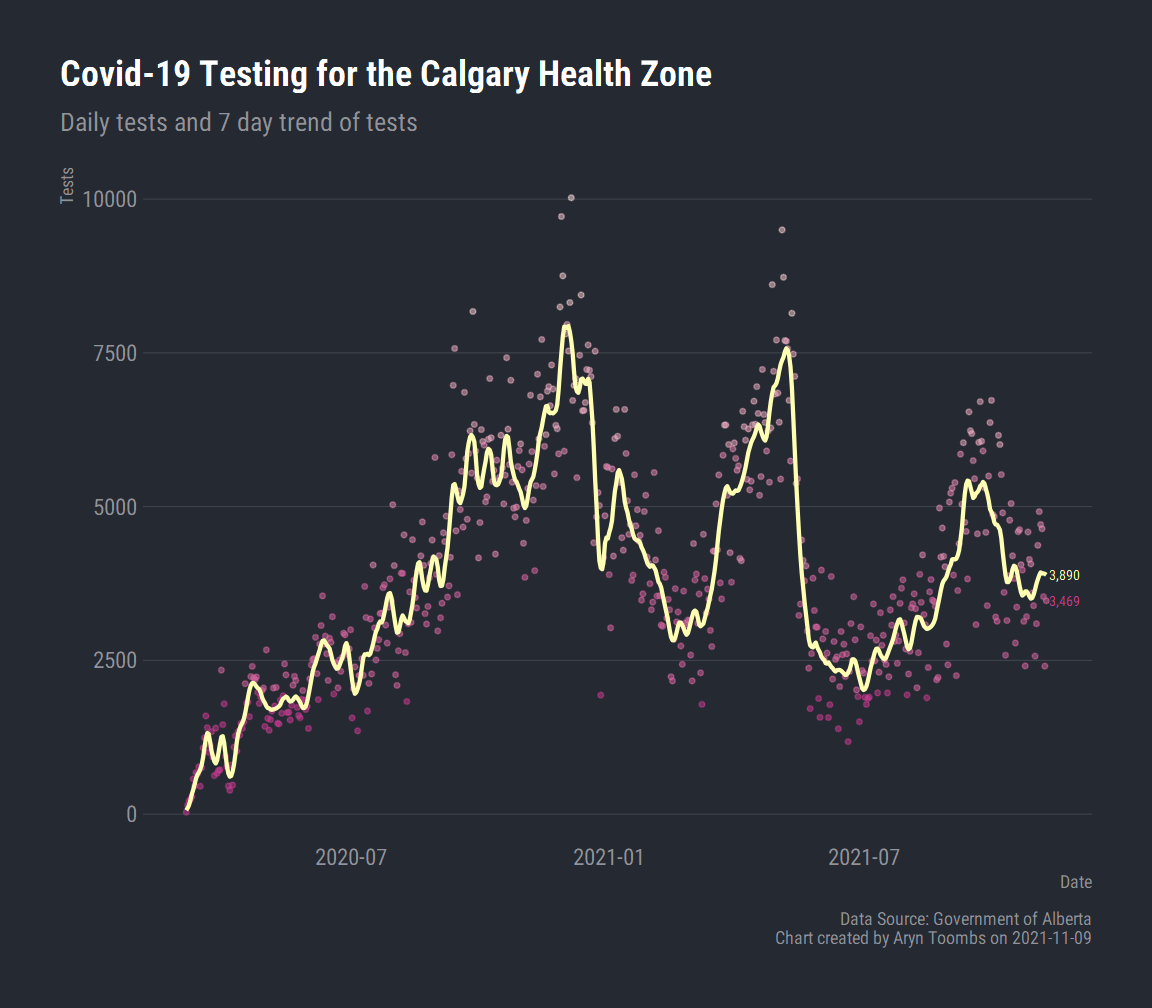 Covid-19 Testing for the Calgary Health Zone
Daily tests and 7 day trend of tests
Tests
10000
7500
5000
2500
0
3,890
3,469
2020-07
2021-01
2021-07
Date
Data Source: Government of Alberta
Chart created by Aryn Toombs on 2021-11-09